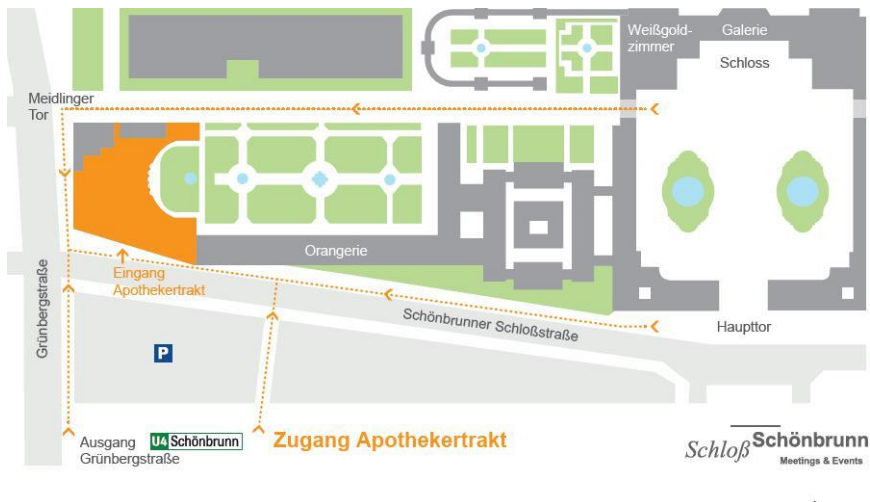 Weißgold-
zimmer
Galerie
Schloss
Meidlinger
Tor
Orangerie
Eingang
Apothekertrakt
Grünbergstraße
Schönbrunner Schloßstraße
Haupttor
P
Ausgang
Grünbergstraße
U4 Schönbrunn
Zugang Apothekertrakt
Schloß Schönbrunn
Meetings & Events